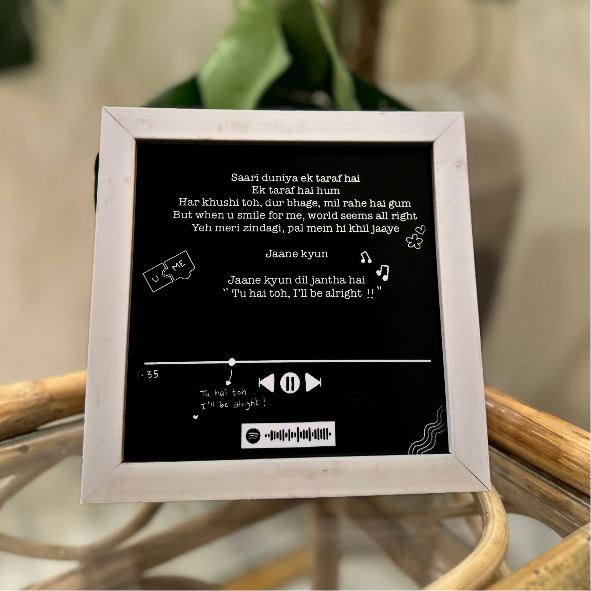 Saari duniya ek taraf hai
Ek taraf hai hum
Har khushi toh, dur bhage, mil rahe hai gum
But when u smile for me, world seems all right
Yeh meri zindagi, pal mein hi khil jaaye
Jaane kyun
U ME
Jaane kyun dil jantha hai
" Tu hai toh, I'll be alright !! "
1:35
Tu hai toh
I'll be alright !